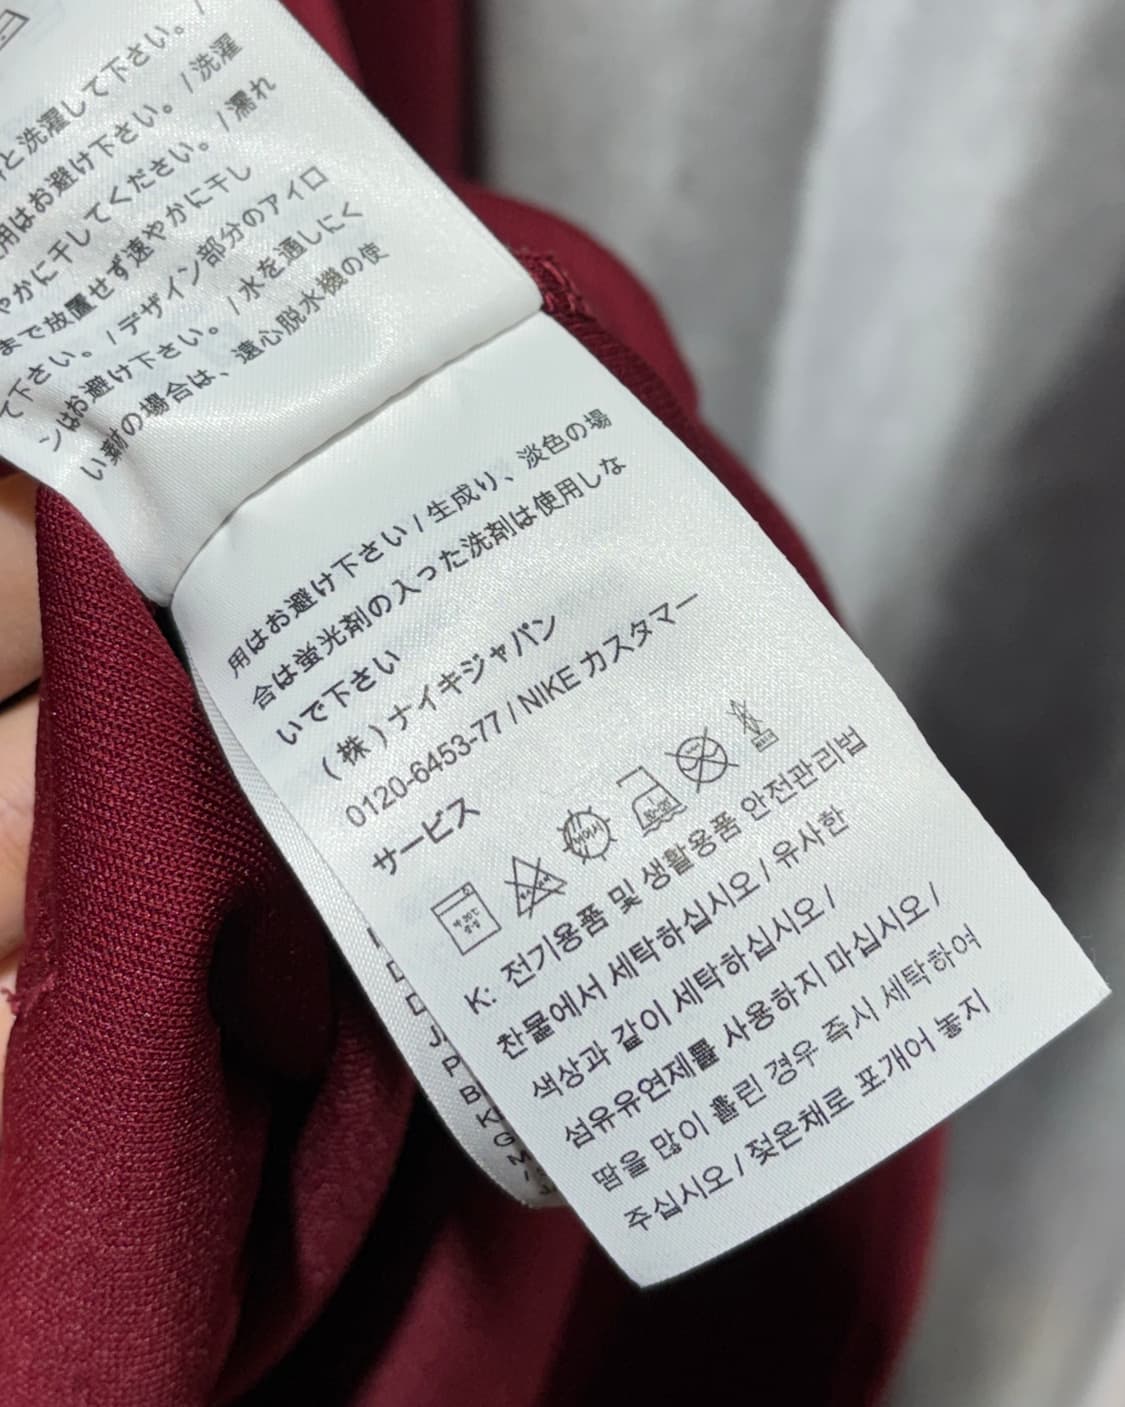 と洗濯して下さい。/
用はお避け下さい。/ 洗濯
やかに干してください。 / 濡れ
まで放置せず速やかに干し
て下さい。/ デザイン部分のアイロ
ンはお避け下さい。/ 水を通しにく
い素材の場合は、遠心脱水機の使
用はお避け下さい / 生成り、淡色の場
合は蛍光剤の入った洗剤は使用しな
いで下さい
(株)ナイキジャパン
0120-6453-77 / NIKE カスタマー
サービス
K: 전기용품 및 생활용품 안전관리법
찬물에서 세탁하십시오 / 유사한
색상과 같이 세탁하십시오 /
섬유유연제를 사용하지 마십시오 /
땀을 많이 흘린 경우 즉시 세탁하여
주십시오 / 젖은채로 포개어 놓지